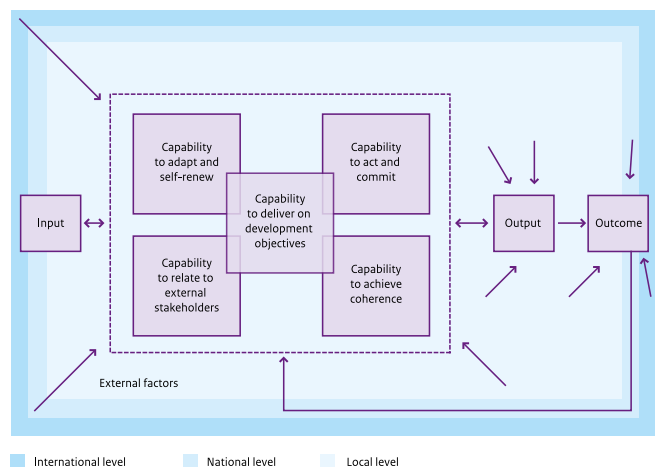 Capability
to adapt and
self-renew
Capability
to act and
commit
Capability
to deliver on
development
objectives
Input
Output
Outcome
Capability
to relate to
external
stakeholders
Capability
to achieve
coherence
External factors
International level
National level
Local level